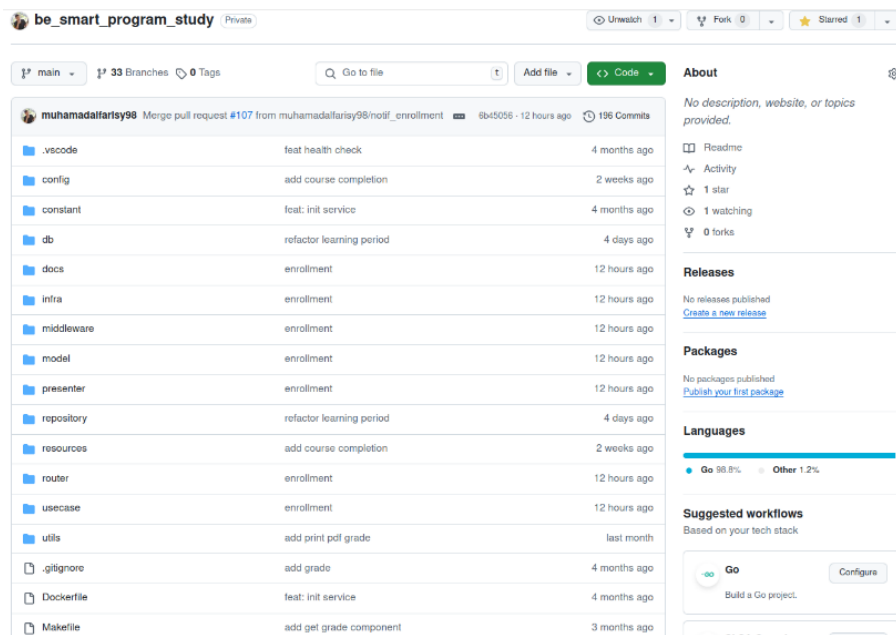 be_smart_program_study Private
Unwatch 1
Fork 0
Starred 1
main
33 Branches
0 Tags
Go to file t
Add file
Code
muhamadalfarisy98 Merge pull request #107 from muhamadalfarisy98/notif_enrollment ... 6b45056 · 12 hours ago 196 Commits
.vscode feat health check 4 months ago
config add course completion 2 weeks ago
constant feat: init service 4 months ago
db refactor learning period 4 days ago
docs enrollment 12 hours ago
infra enrollment 12 hours ago
middleware enrollment 12 hours ago
model enrollment 12 hours ago
presenter enrollment 12 hours ago
repository refactor learning period 4 days ago
resources add course completion 2 weeks ago
router enrollment 12 hours ago
usecase enrollment 12 hours ago
utils add print pdf grade last month
.gitignore add grade 4 months ago
Dockerfile feat: init service 4 months ago
Makefile add get grade component 3 months ago
About
No description, website, or topics
provided.
Readme
Activity
1 star
1 watching
0 forks
Releases
No releases published
Create a new release
Packages
No packages published
Publish your first package
Languages
Go 98.8% Other 1.2%
Suggested workflows
Based on your tech stack
GO Go Configure
Build a Go project.